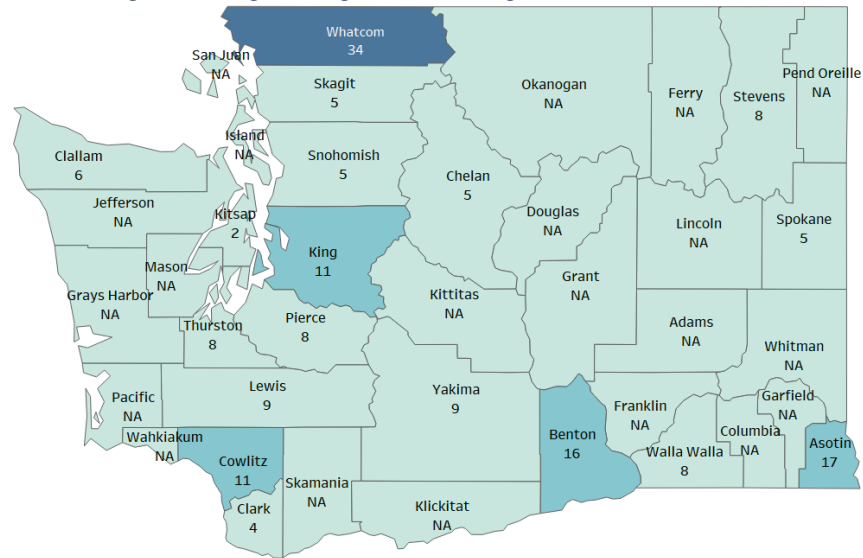 Whatcom
34
San Juan
NA
Skagit
5
Okanogan
NA
Ferry
NA
Stevens
8
Pend Oreille
NA
Island
NA
Clallam
6
Snohomish
5
Chelan
5
Jefferson
NA
Kitsap
2
Douglas
NA
Lincoln
NA
Spokane
5
King
11
Mason
NA
Grant
NA
Grays Harbor
NA
Kittitas
NA
Thurston
8
Pierce
8
Adams
NA
Whitman
NA
Pacific
NA
Lewis
9
Yakima
9
Franklin
NA
Garfield
NA
Wahkiakum
NA
Benton
16
Columbia
NA
Asotin
17
Walla Walla
8
Cowlitz
11
Skamania
NA
Klickitat
NA
Clark
4